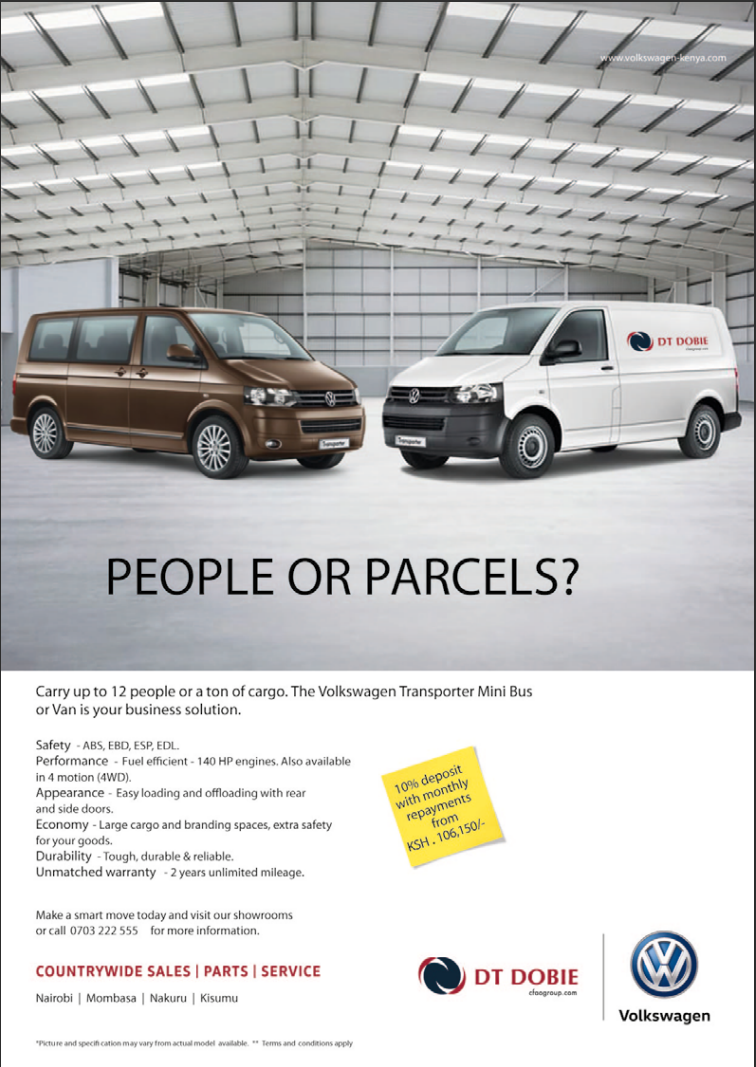 www.volkswagen-kenya.com
DT DOBIE
cfaogroup.com
Transporter
Transporter
PEOPLE OR PARCELS?
Carry up to 12 people or a ton of cargo. The Volkswagen Transporter Mini Bus
or Van is your business solution.
Safety - ABS, EBD, ESP, EDL.
Performance - Fuel efficient - 140 HP engines. Also available
in 4 motion (4WD).
Appearance - Easy loading and offloading with rear
and side doors.
Economy - Large cargo and branding spaces, extra safety
for your goods.
Durability - Tough, durable & reliable.
Unmatched warranty - 2 years unlimited mileage.
10% deposit
with monthly
repayments
from
KSH . 106,150/-
Make a smart move today and visit our showrooms
or call 0703 222 555 for more information.
COUNTRYWIDE SALES | PARTS | SERVICE
Nairobi | Mombasa | Nakuru | Kisumu
DT DOBIE
cfaogroup.com
Volkswagen
*Picture and specification may vary from actual model available. ** Terms and conditions apply